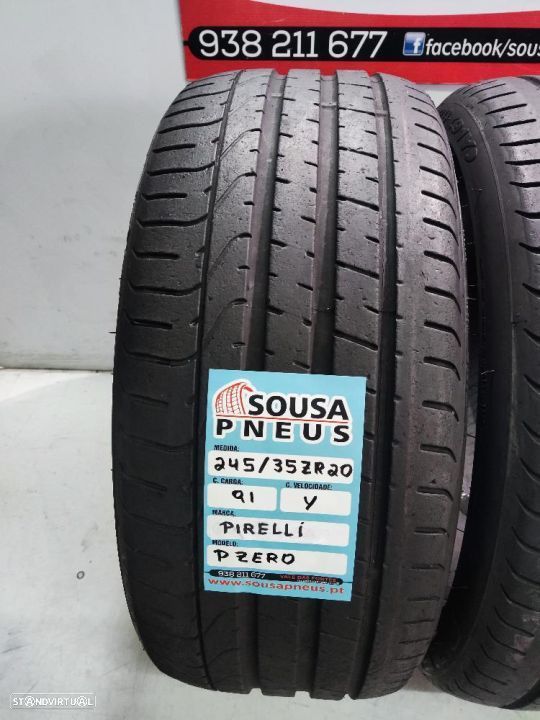 938 211 677 facebook/sous
SOUSA
PNEUS
MEDIDA:
245/35ZR20
C. CARGA: C. VELOCIDADE:
91 Y
MARCA:
PIRELLI
MODELO:
P ZERO
938 211 677
www.sousapneus.pt
STANDVIRTUAL